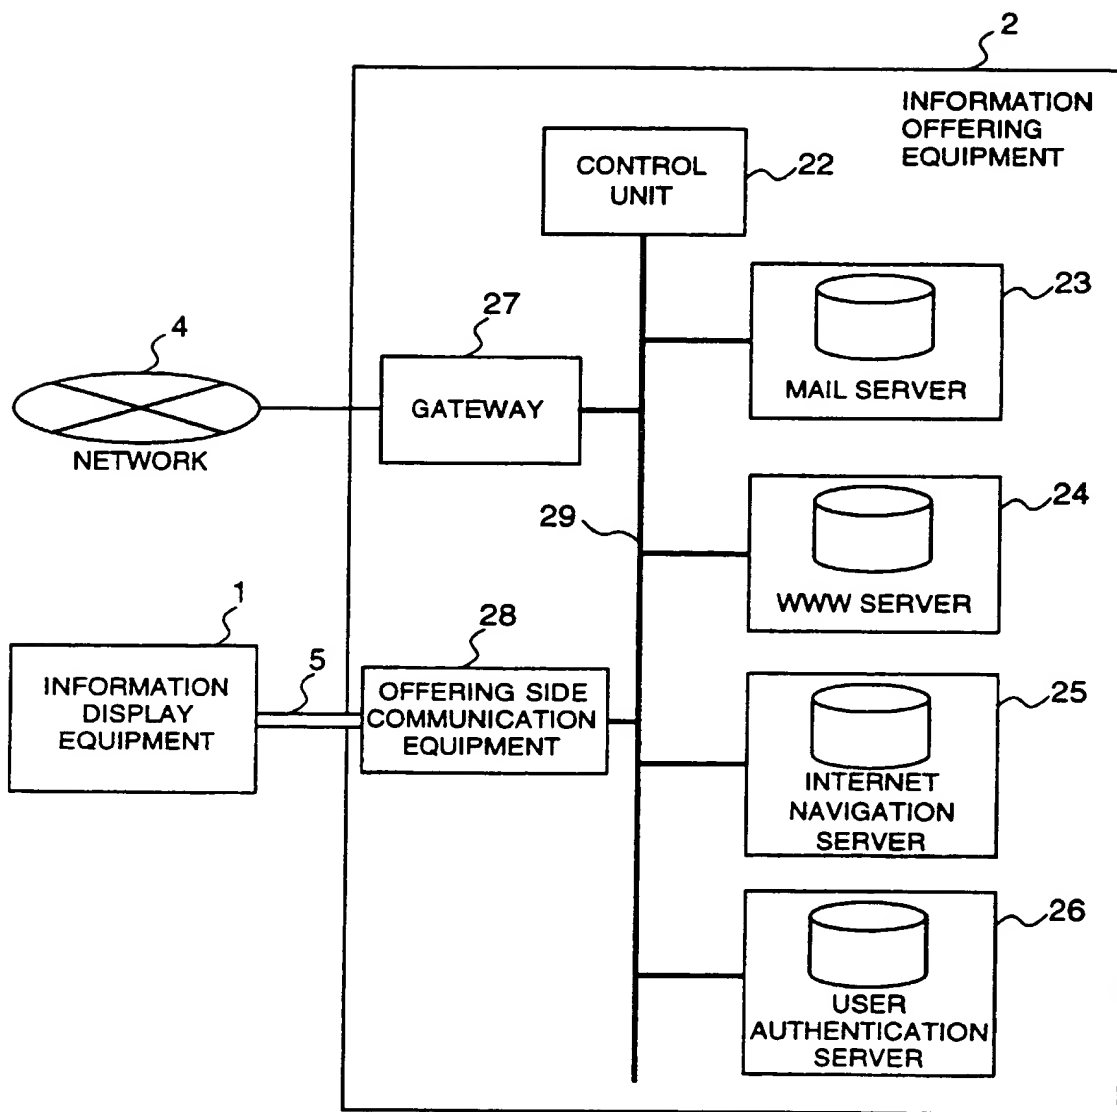 2
INFORMATION
OFFERING
EQUIPMENT
CONTROL
UNIT
22
23
MAIL SERVER
27
4
GATEWAY
NETWORK
24
WWW SERVER
29
1
28
5
INFORMATION
DISPLAY
EQUIPMENT
OFFERING SIDE
COMMUNICATION
EQUIPMENT
25
INTERNET
NAVIGATION
SERVER
26
USER
AUTHENTICATION
SERVER